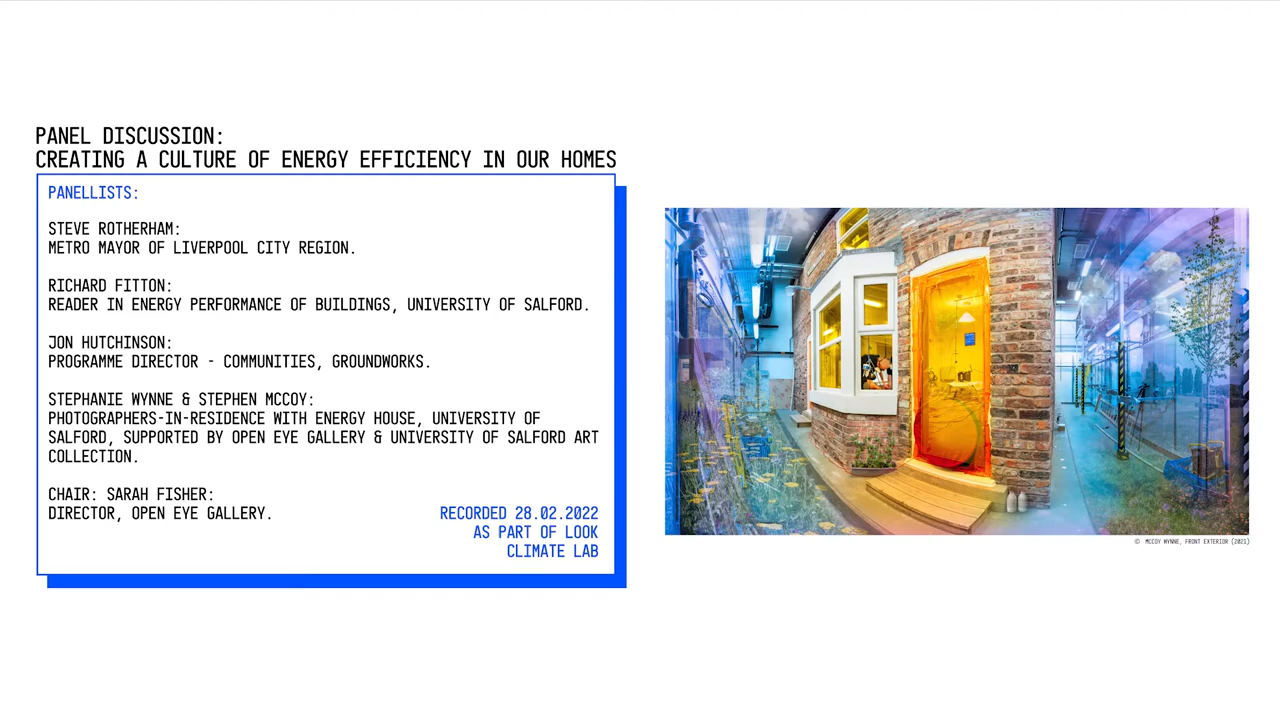 PANEL DISCUSSION:
CREATING A CULTURE OF ENERGY EFFICIENCY IN OUR HOMES
PANELLISTS:
STEVE ROTHERHAM:
METRO MAYOR OF LIVERPOOL CITY REGION.
RICHARD FITTON:
READER IN ENERGY PERFORMANCE OF BUILDINGS, UNIVERSITY OF SALFORD.
JON HUTCHINSON:
PROGRAMME DIRECTOR - COMMUNITIES, GROUNDWORKS.
STEPHANIE WYNNE & STEPHEN MCCOY:
PHOTOGRAPHERS-IN-RESIDENCE WITH ENERGY HOUSE, UNIVERSITY OF
SALFORD, SUPPORTED BY OPEN EYE GALLERY & UNIVERSITY OF SALFORD ART
COLLECTION.
CHAIR: SARAH FISHER:
DIRECTOR, OPEN EYE GALLERY.
RECORDED 28.02.2022
AS PART OF LOOK
CLIMATE LAB
© MCCOY WYNNE, FRONT EXTERIOR (2021)